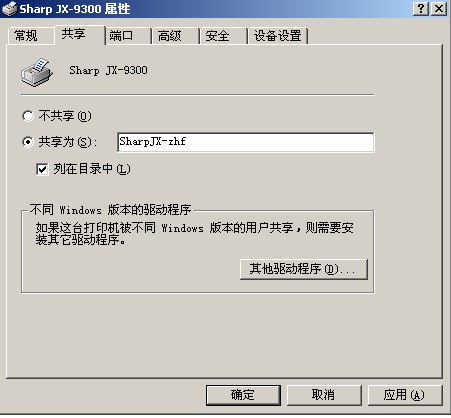 Sharp JX-9300 属性
常规 共享 端口 高级 安全 设备设置
Sharp JX-9300
不共享(O)
共享为(S): SharpJX-zhf
列在目录中(L)
不同 Windows 版本的驱动程序
如果这台打印机被不同 Windows 版本的用户共享，则需要安
装其它驱动程序。
其他驱动程序(D)...
确定 取消 应用(A)